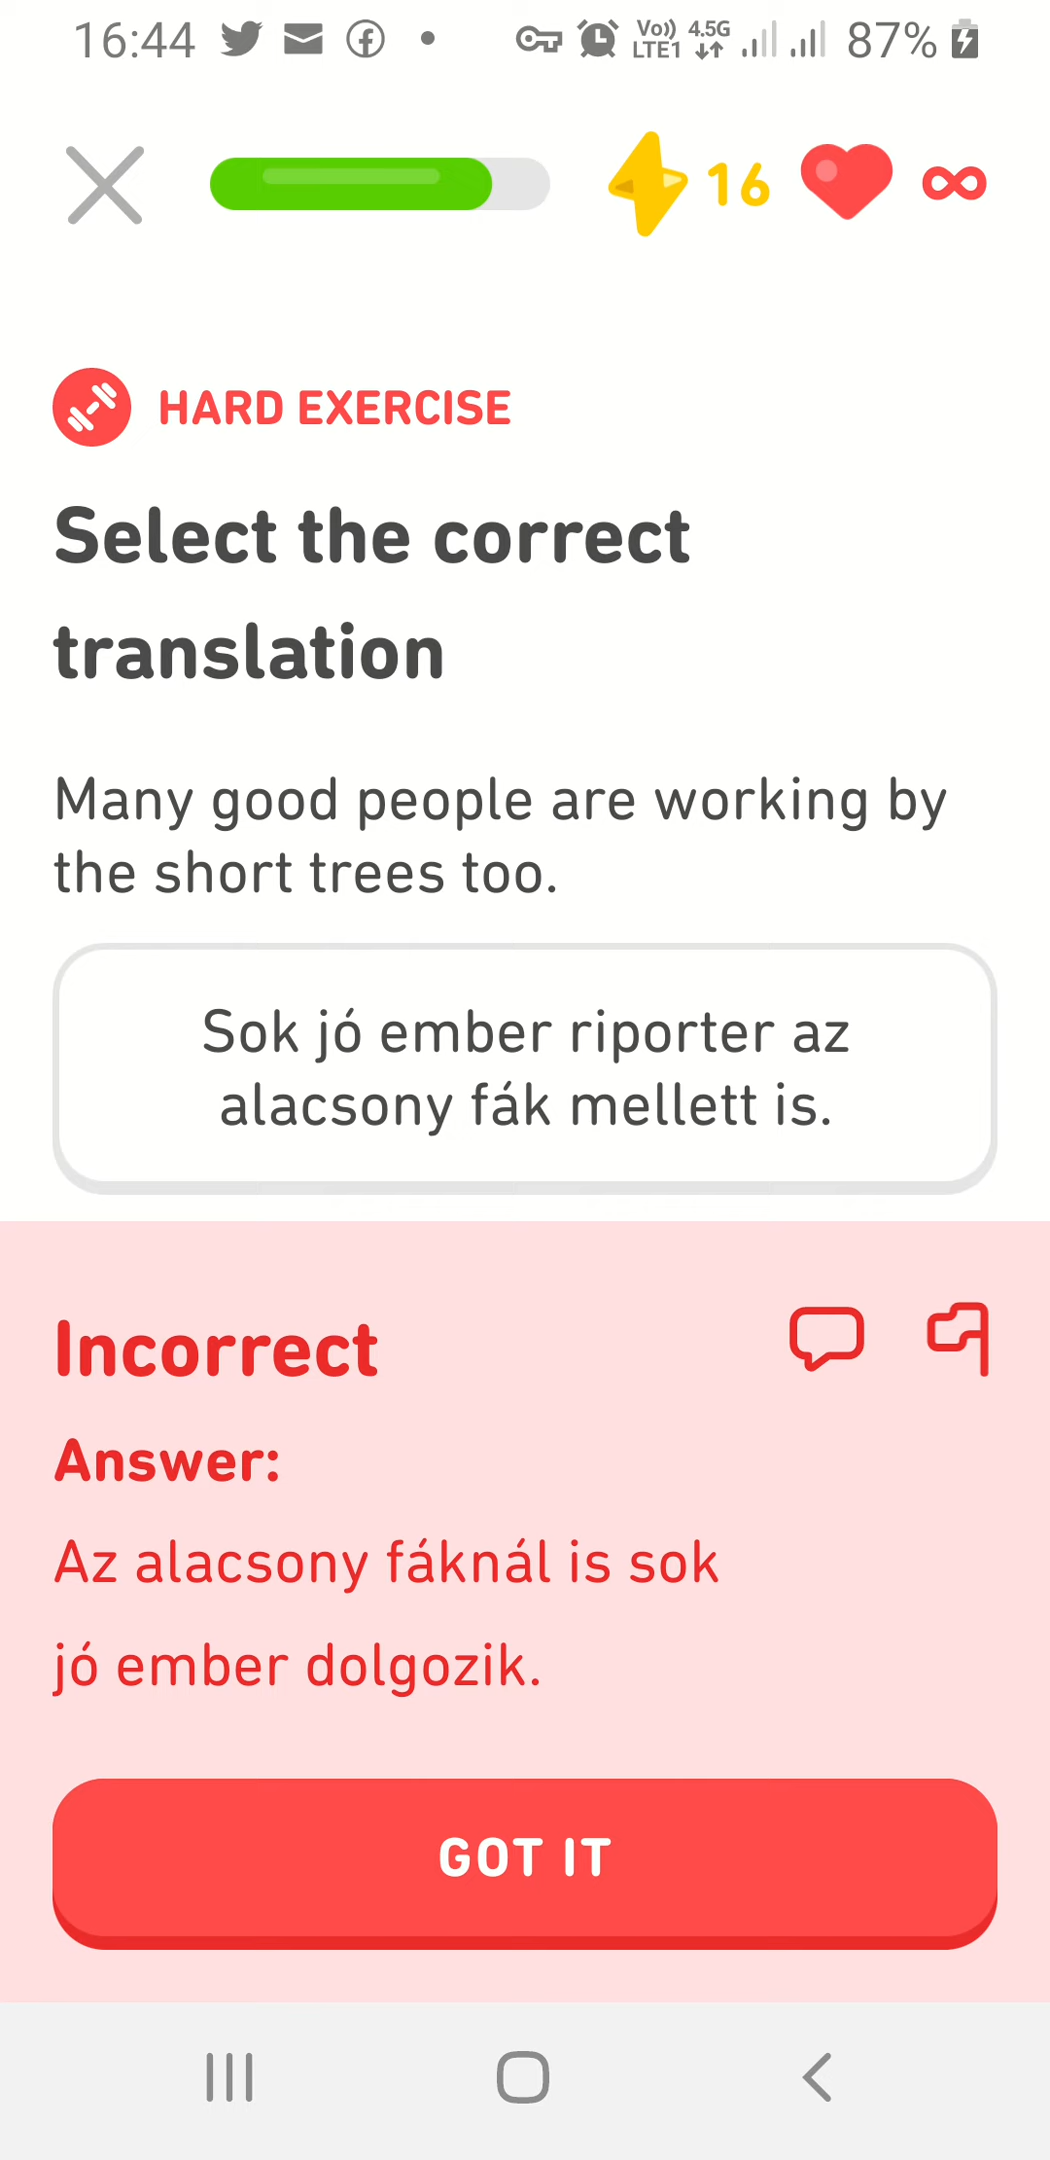 16:44 Vo)) LTE1 4.5G 87%
16
HARD EXERCISE
Select the correct
translation
Many good people are working by
the short trees too.
Sok jó ember riporter az
alacsony fák mellett is.
Incorrect
Answer:
Az alacsony fáknál is sok
jó ember dolgozik.
GOT IT